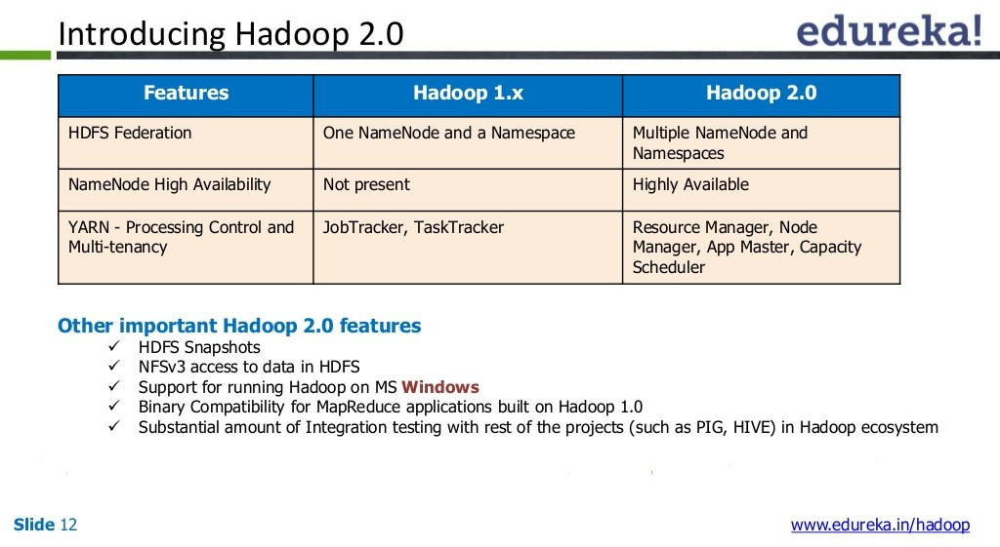 Introducing Hadoop 2.0
edureka!
Features Hadoop 1.x Hadoop 2.0
HDFS Federation One NameNode and a Namespace Multiple NameNode and
Namespaces
NameNode High Availability Not present Highly Available
YARN - Processing Control and JobTracker, TaskTracker Resource Manager, Node
Multi-tenancy Manager, App Master, Capacity
Scheduler
Other important Hadoop 2.0 features
✓ HDFS Snapshots
✓ NFSv3 access to data in HDFS
✓ Support for running Hadoop on MS Windows
✓ Binary Compatibility for MapReduce applications built on Hadoop 1.0
✓ Substantial amount of Integration testing with rest of the projects (such as PIG, HIVE) in Hadoop ecosystem
Slide 12
www.edureka.in/hadoop